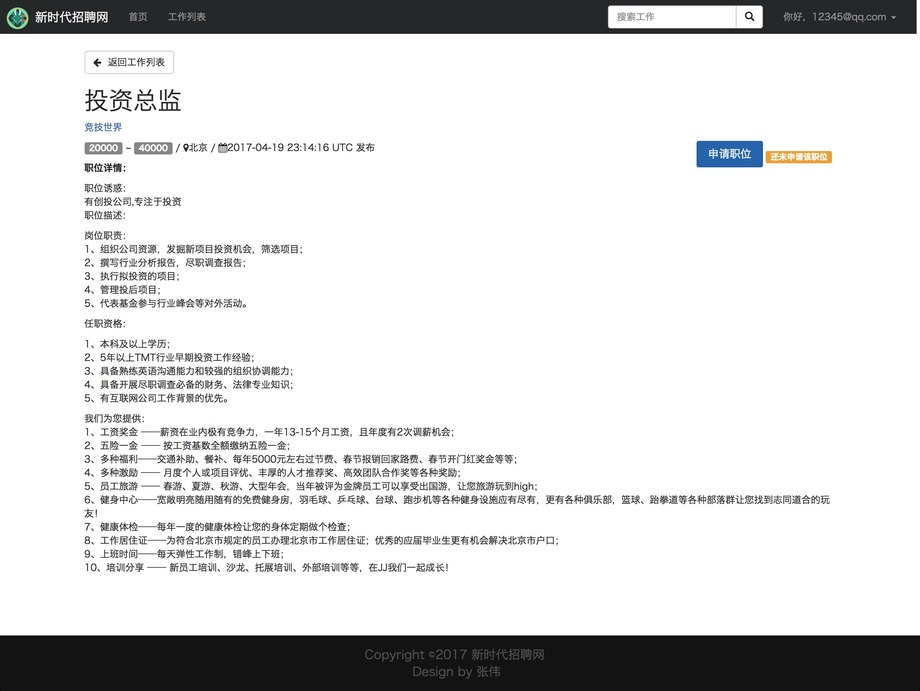 新时代招聘网 首页 工作列表 搜索工作 你好，12345@qq.com
返回工作列表
投资总监
竞技世界
20000 ~ 40000 / 北京 / 2017-04-19 23:14:16 UTC 发布
申请职位 还未申请该职位
职位详情：
职位诱惑：
有创投公司,专注于投资
职位描述：
岗位职责：
1、组织公司资源，发掘新项目投资机会，筛选项目；
2、撰写行业分析报告，尽职调查报告；
3、执行拟投资的项目；
4、管理投后项目；
5、代表基金参与行业峰会等对外活动。
任职资格：
1、本科及以上学历；
2、5年以上TMT行业早期投资工作经验；
3、具备熟练英语沟通能力和较强的组织协调能力；
4、具备开展尽职调查必备的财务、法律专业知识；
5、有互联网公司工作背景的优先。
我们为您提供：
1、工资奖金 ——薪资在业内极有竞争力，一年13-15个月工资，且年度有2次调薪机会；
2、五险一金 —— 按工资基数全额缴纳五险一金；
3、多种福利——交通补助、餐补、每年5000元左右过节费、春节报销回家路费、春节开门红奖金等等；
4、多种激励 —— 月度个人或项目评优、丰厚的人才推荐奖、高效团队合作奖等各种奖励；
5、员工旅游 —— 春游、夏游、秋游、大型年会，当年被评为金牌员工可以享受出国游，让您旅游玩到high；
6、健身中心——宽敞明亮随用随有的免费健身房，羽毛球、乒乓球、台球、跑步机等各种健身设施应有尽有，更有各种俱乐部，篮球、跆拳道等各种部落群让您找到志同道合的玩
友！
7、健康体检——每年一度的健康体检让您的身体定期做个检查；
8、工作居住证——为符合北京市规定的员工办理北京市工作居住证；优秀的应届毕业生更有机会解决北京市户口；
9、上班时间——每天弹性工作制，错峰上下班；
10、培训分享 —— 新员工培训、沙龙、托展培训、外部培训等等，在JJ我们一起成长！
Copyright ©2017 新时代招聘网
Design by 张伟